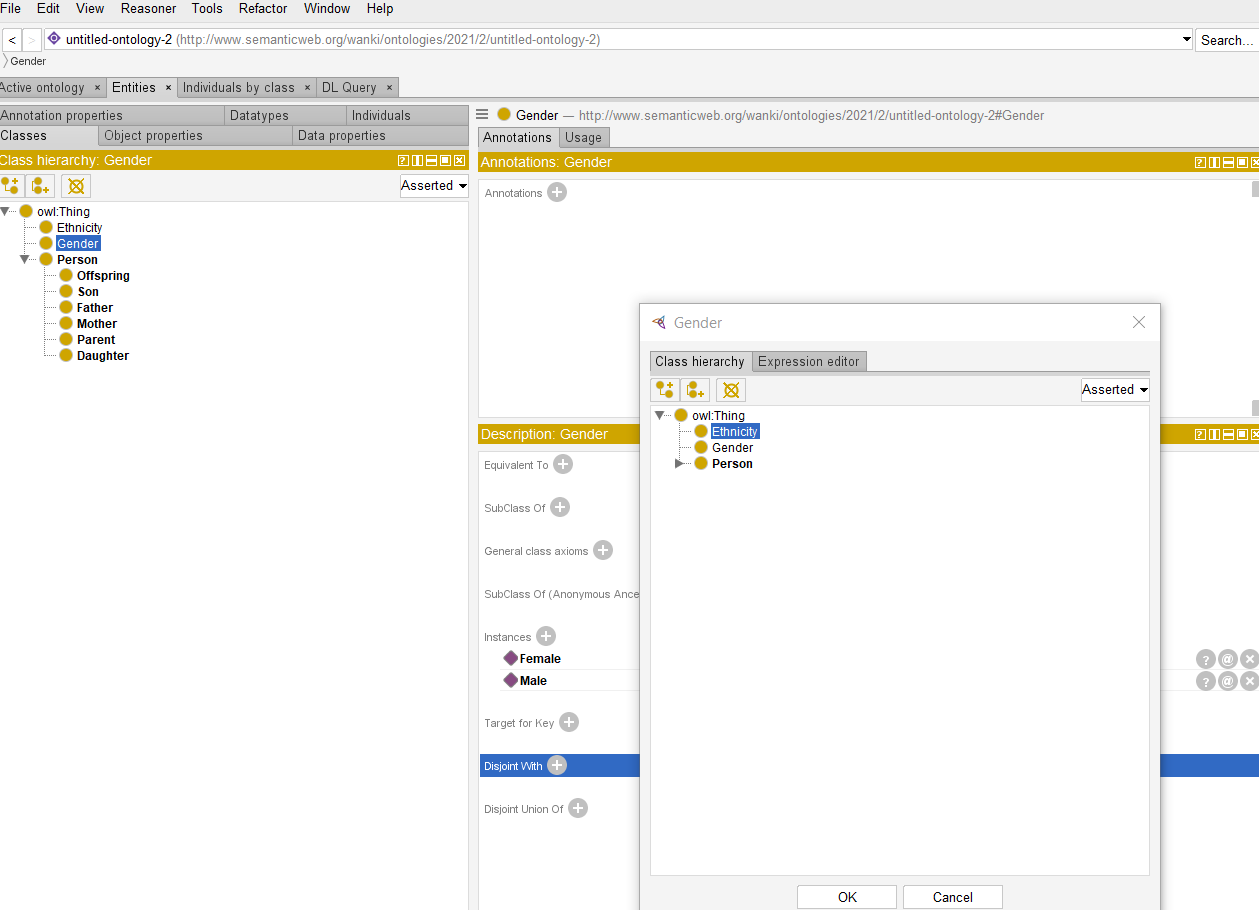 File Edit View Reasoner Tools Refactor Window Help
< > untitled-ontology-2 (http://www.semanticweb.org/wanki/ontologies/2021/2/untitled-ontology-2) Search...
Gender
Active ontology × Entities × Individuals by class × DL Query ×
Annotation properties Datatypes Individuals
Classes Object properties Data properties
Class hierarchy: Gender
Asserted
owl:Thing
Ethnicity
Gender
Person
Offspring
Son
Father
Mother
Parent
Daughter
Gender — http://www.semanticweb.org/wanki/ontologies/2021/2/untitled-ontology-2#Gender
Annotations Usage
Annotations: Gender
Annotations
Description: Gender
Equivalent To
SubClass Of
General class axioms
SubClass Of (Anonymous Ance
Instances
Female
Male
Target for Key
Disjoint With
Disjoint Union Of
Gender
Class hierarchy Expression editor
Asserted
owl:Thing
Ethnicity
Gender
Person
OK Cancel